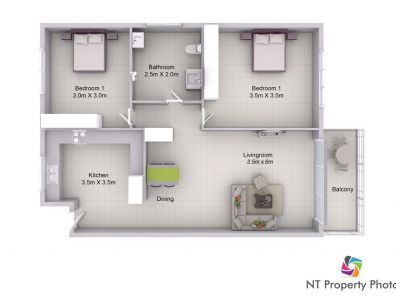 Bathroom
2.5m X 2.0m
Bedroom 1
3.0m X 3.0m
Bedroom 1
3.5m X 3.5m
Livingroom
3.5m x 6m
Kitchen
3.5m X 3.5m
Dining
Balcony
NT Property Photo